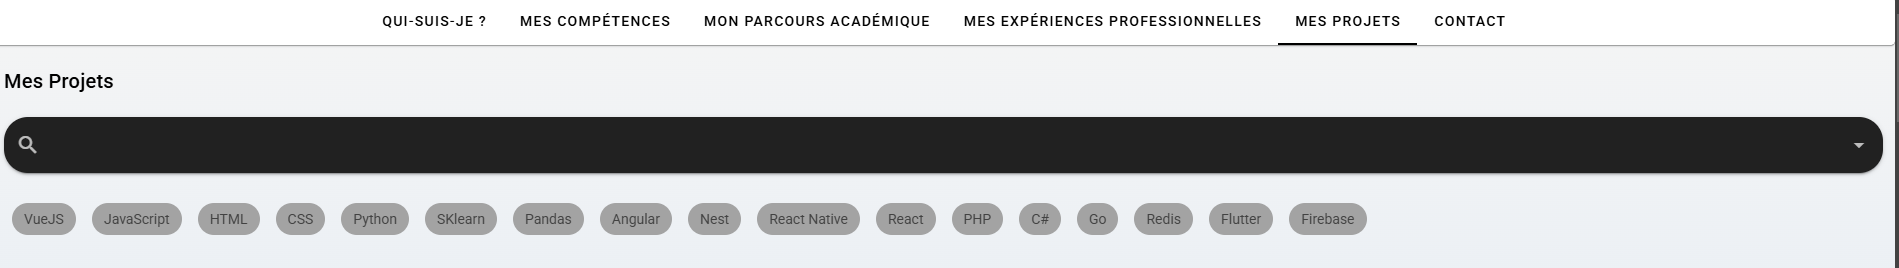 QUI-SUIS-JE ? MES COMPÉTENCES MON PARCOURS ACADÉMIQUE MES EXPÉRIENCES PROFESSIONNELLES MES PROJETS CONTACT
Mes Projets
VueJS JavaScript HTML CSS Python SKlearn Pandas Angular Nest React Native React PHP C# Go Redis Flutter Firebase